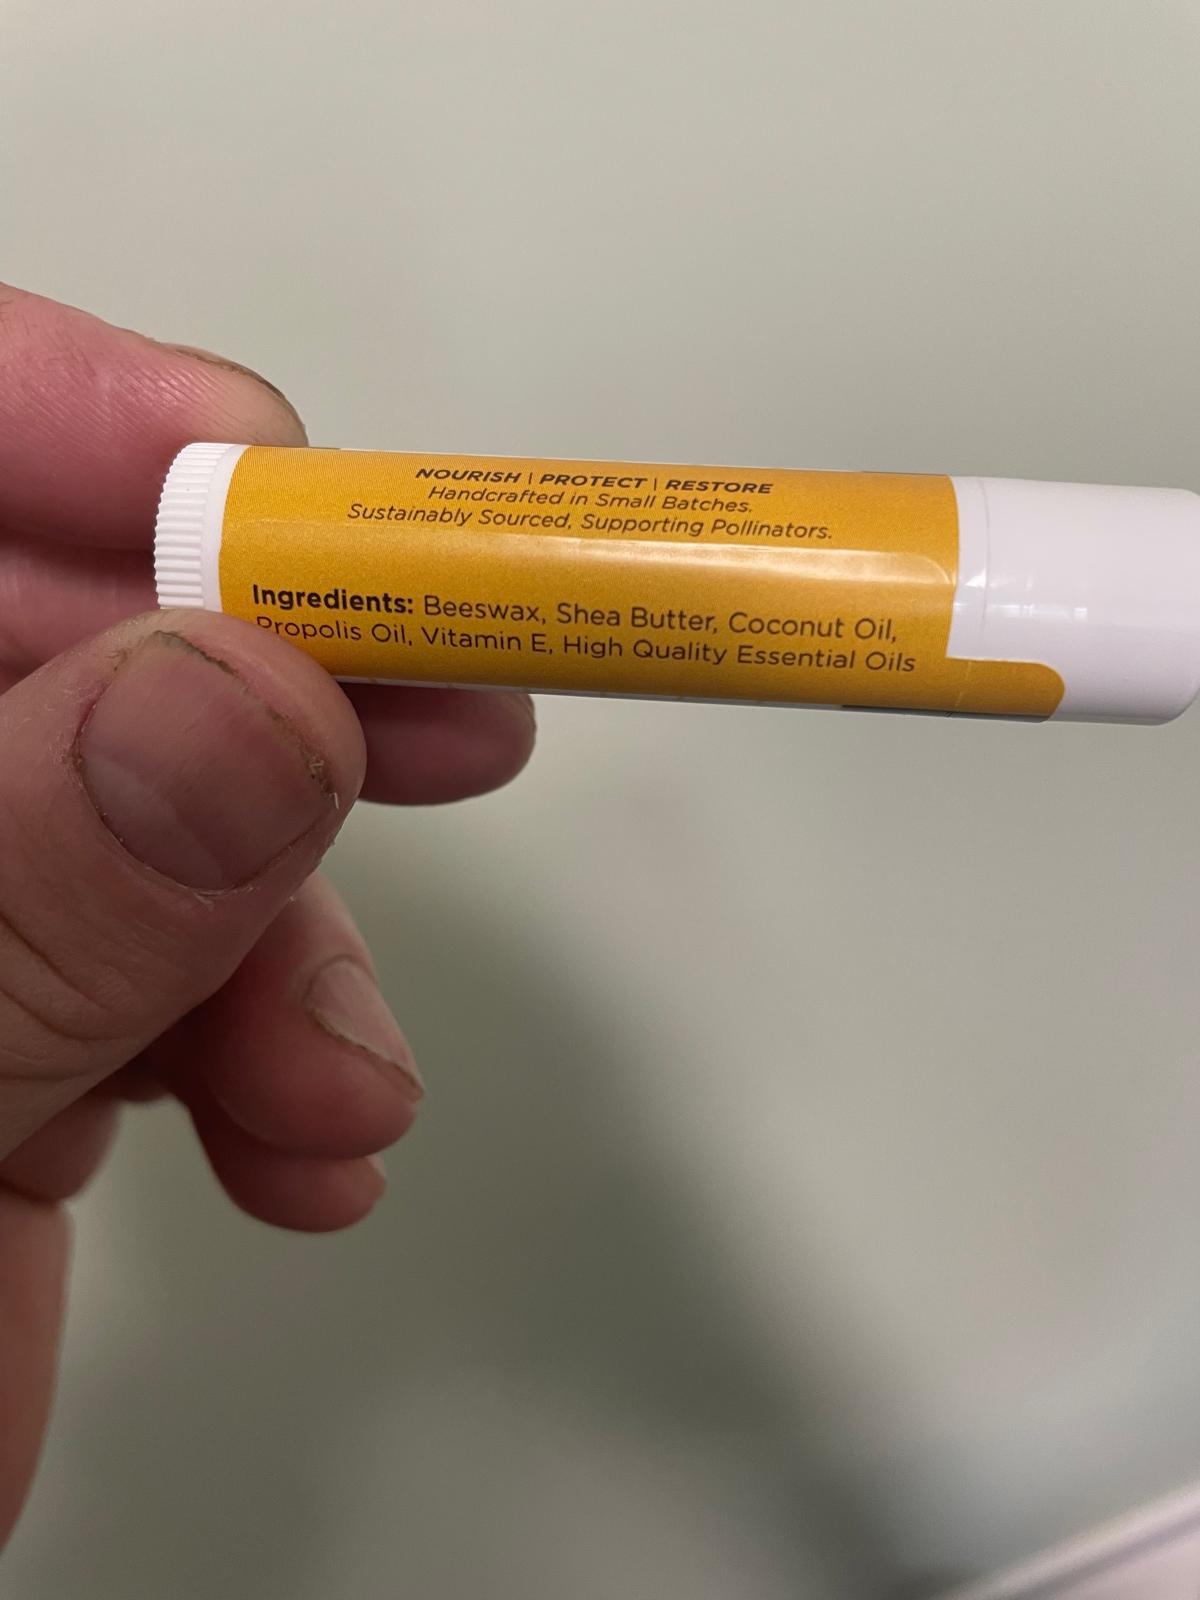 NOURISH | PROTECT | RESTORE
Handcrafted in Small Batches.
Sustainably Sourced, Supporting Pollinators.
Ingredients: Beeswax, Shea Butter, Coconut Oil,
Propolis Oil, Vitamin E, High Quality Essential Oils